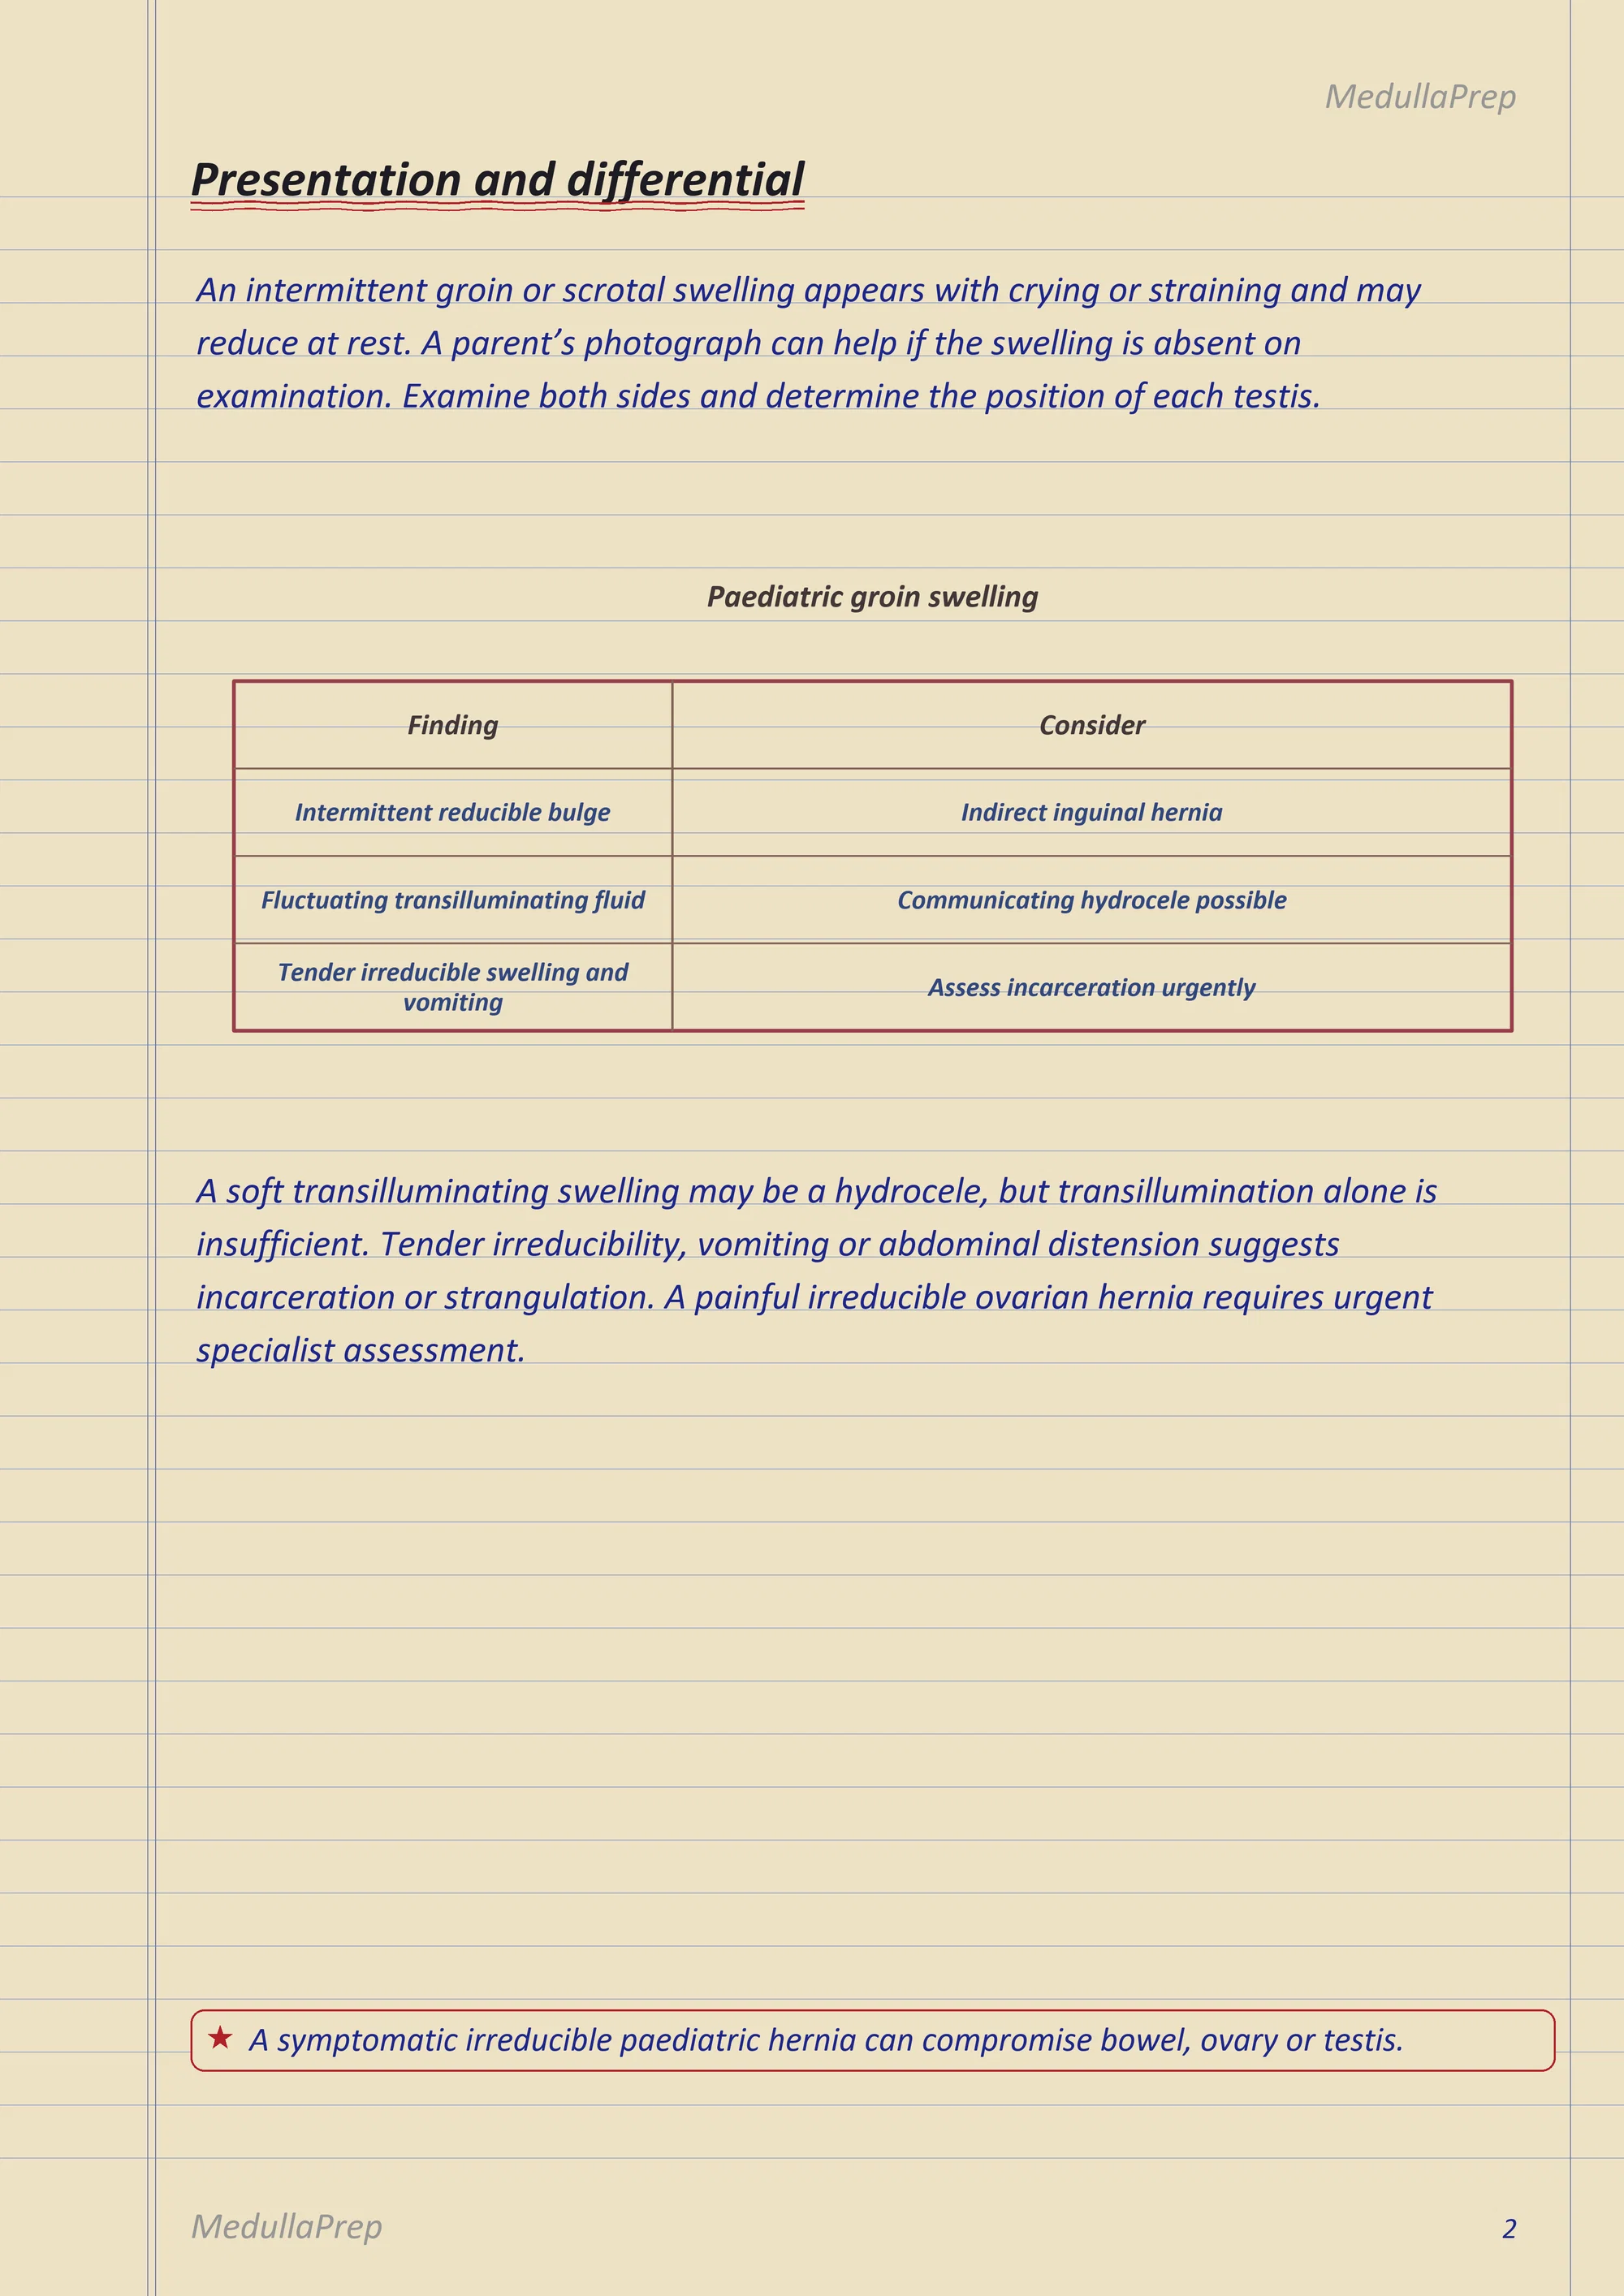 MedullaPrep
Presentation and differential
An intermittent groin or scrotal swelling appears with crying or straining and may
reduce at rest. A parent’s photograph can help if the swelling is absent on
examination. Examine both sides and determine the position of each testis.
Paediatric groin swelling
Finding Consider
Intermittent reducible bulge Indirect inguinal hernia
Fluctuating transilluminating fluid Communicating hydrocele possible
Tender irreducible swelling and
vomiting Assess incarceration urgently
A soft transilluminating swelling may be a hydrocele, but transillumination alone is
insufficient. Tender irreducibility, vomiting or abdominal distension suggests
incarceration or strangulation. A painful irreducible ovarian hernia requires urgent
specialist assessment.
★ A symptomatic irreducible paediatric hernia can compromise bowel, ovary or testis.
MedullaPrep 2